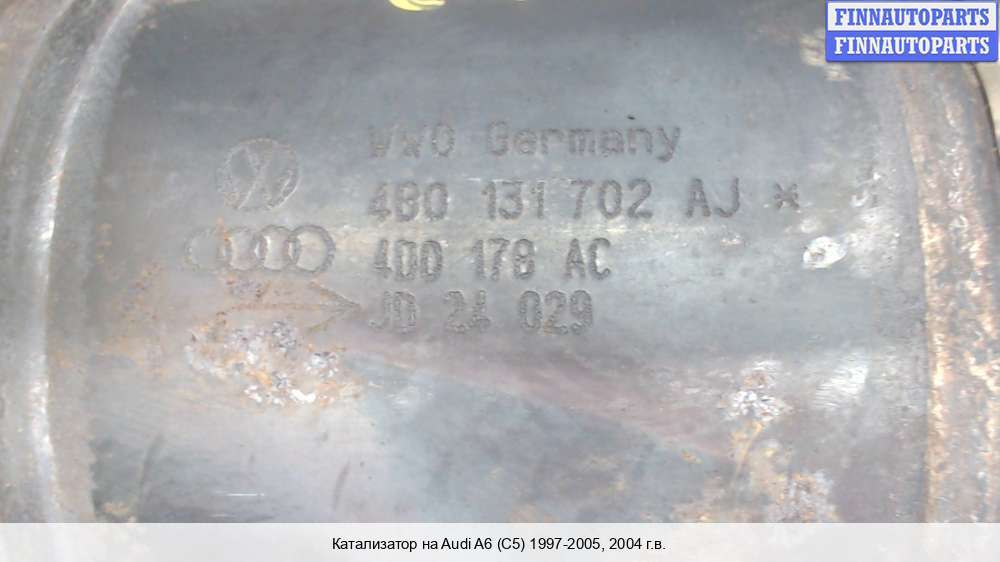 FINNAUTOPARTS
FINNAUTOPARTS
WWO Germany
4B0 131 702 AJ *
4D0 178 AC
JD 24 029
Катализатор на Audi A6 (C5) 1997-2005, 2004 г.в.